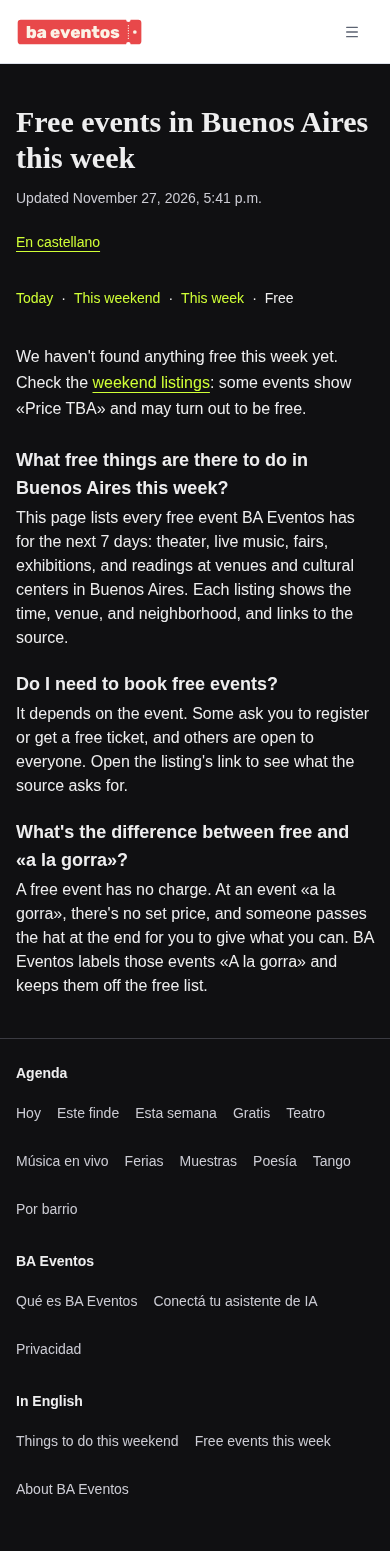 ba eventos
Free events in Buenos Aires
this week
Updated November 27, 2026, 5:41 p.m.
En castellano
Today · This weekend · This week · Free
We haven't found anything free this week yet.
Check the weekend listings: some events show
«Price TBA» and may turn out to be free.
What free things are there to do in
Buenos Aires this week?
This page lists every free event BA Eventos has
for the next 7 days: theater, live music, fairs,
exhibitions, and readings at venues and cultural
centers in Buenos Aires. Each listing shows the
time, venue, and neighborhood, and links to the
source.
Do I need to book free events?
It depends on the event. Some ask you to register
or get a free ticket, and others are open to
everyone. Open the listing's link to see what the
source asks for.
What's the difference between free and
«a la gorra»?
A free event has no charge. At an event «a la
gorra», there's no set price, and someone passes
the hat at the end for you to give what you can. BA
Eventos labels those events «A la gorra» and
keeps them off the free list.
Agenda
Hoy Este finde Esta semana Gratis Teatro
Música en vivo Ferias Muestras Poesía Tango
Por barrio
BA Eventos
Qué es BA Eventos Conectá tu asistente de IA
Privacidad
In English
Things to do this weekend Free events this week
About BA Eventos